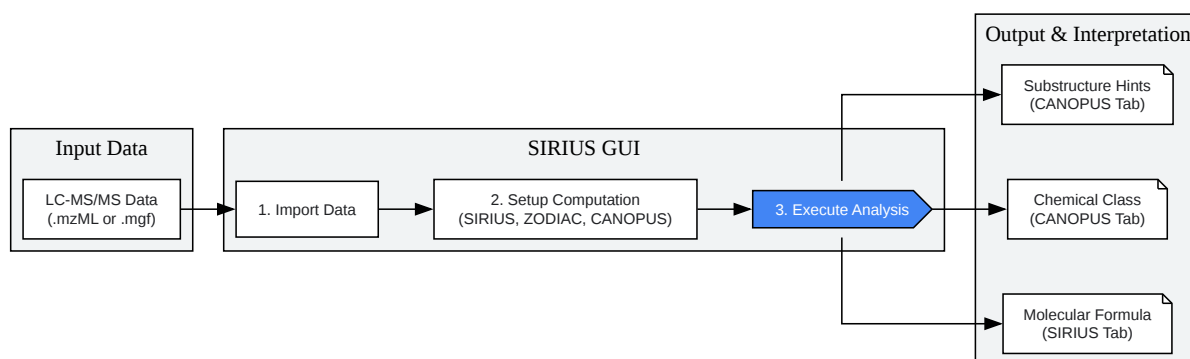 Input Data
LC-MS/MS Data
(.mzML or .mgf)
SIRIUS GUI
1. Import Data
2. Setup Computation
(SIRIUS, ZODIAC, CANOPUS)
3. Execute Analysis
Output & Interpretation
Substructure Hints
(CANOPUS Tab)
Chemical Class
(CANOPUS Tab)
Molecular Formula
(SIRIUS Tab)